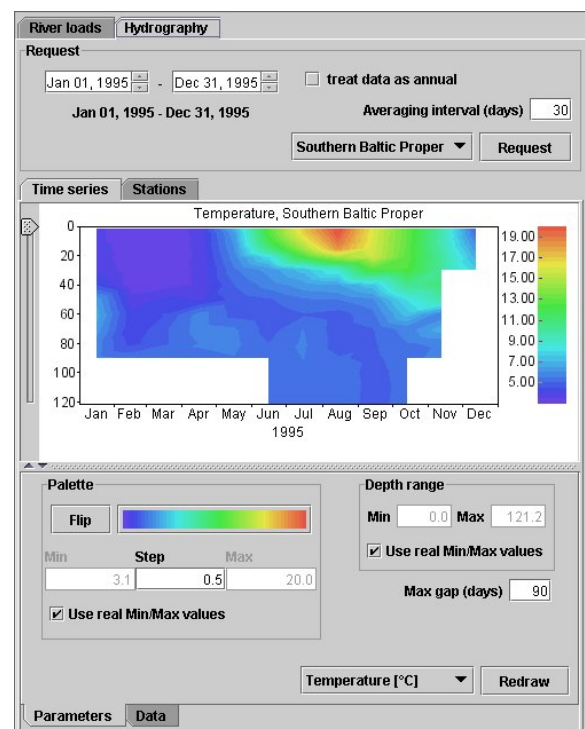 River loads Hydrography
Request
Jan 01, 1995 - Dec 31, 1995 treat data as annual
Jan 01, 1995 - Dec 31, 1995 Averaging interval (days) 30
Southern Baltic Proper Request
Time series Stations
Temperature, Southern Baltic Proper
0
20
40
60
80
100
120
19.00
17.00
15.00
13.00
11.00
9.00
7.00
5.00
Jan Feb Mar Apr May Jun Jul Aug Sep Oct Nov Dec
1995
Palette Depth range
Flip Min 0.0 Max 121.2
Min Step Max Use real Min/Max values
3.1 0.5 20.0
Max gap (days) 90
Use real Min/Max values
Temperature [°C] Redraw
Parameters Data